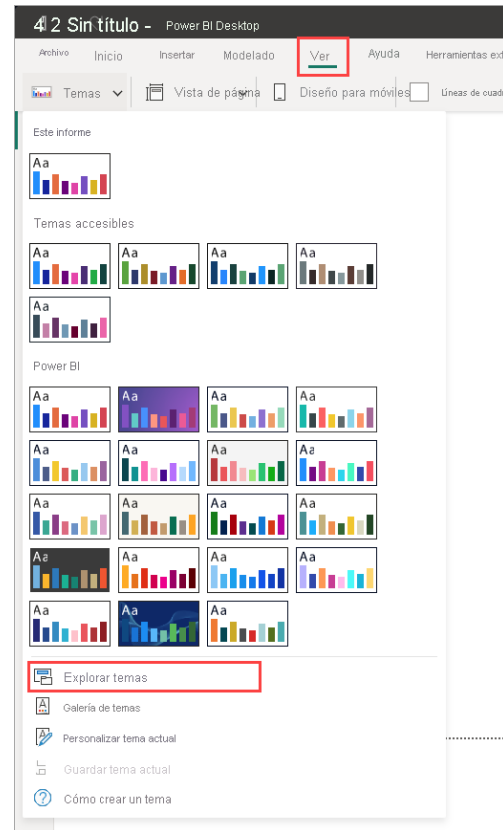 42 Sin título - Power BI Desktop
Archivo Inicio Insertar Modelado Ver Ayuda Herramientas ext
Temas Vista de página Diseño para móviles Líneas de cuadr
Este informe
Aa
Temas accesibles
Aa Aa Aa Aa
Aa
Power BI
Aa Aa Aa Aa
Aa Aa Aa Aa
Aa Aa Aa Aa
Aa Aa Aa Aa
Aa Aa Aa
Explorar temas
Galería de temas
Personalizar tema actual
Guardar tema actual
Cómo crear un tema